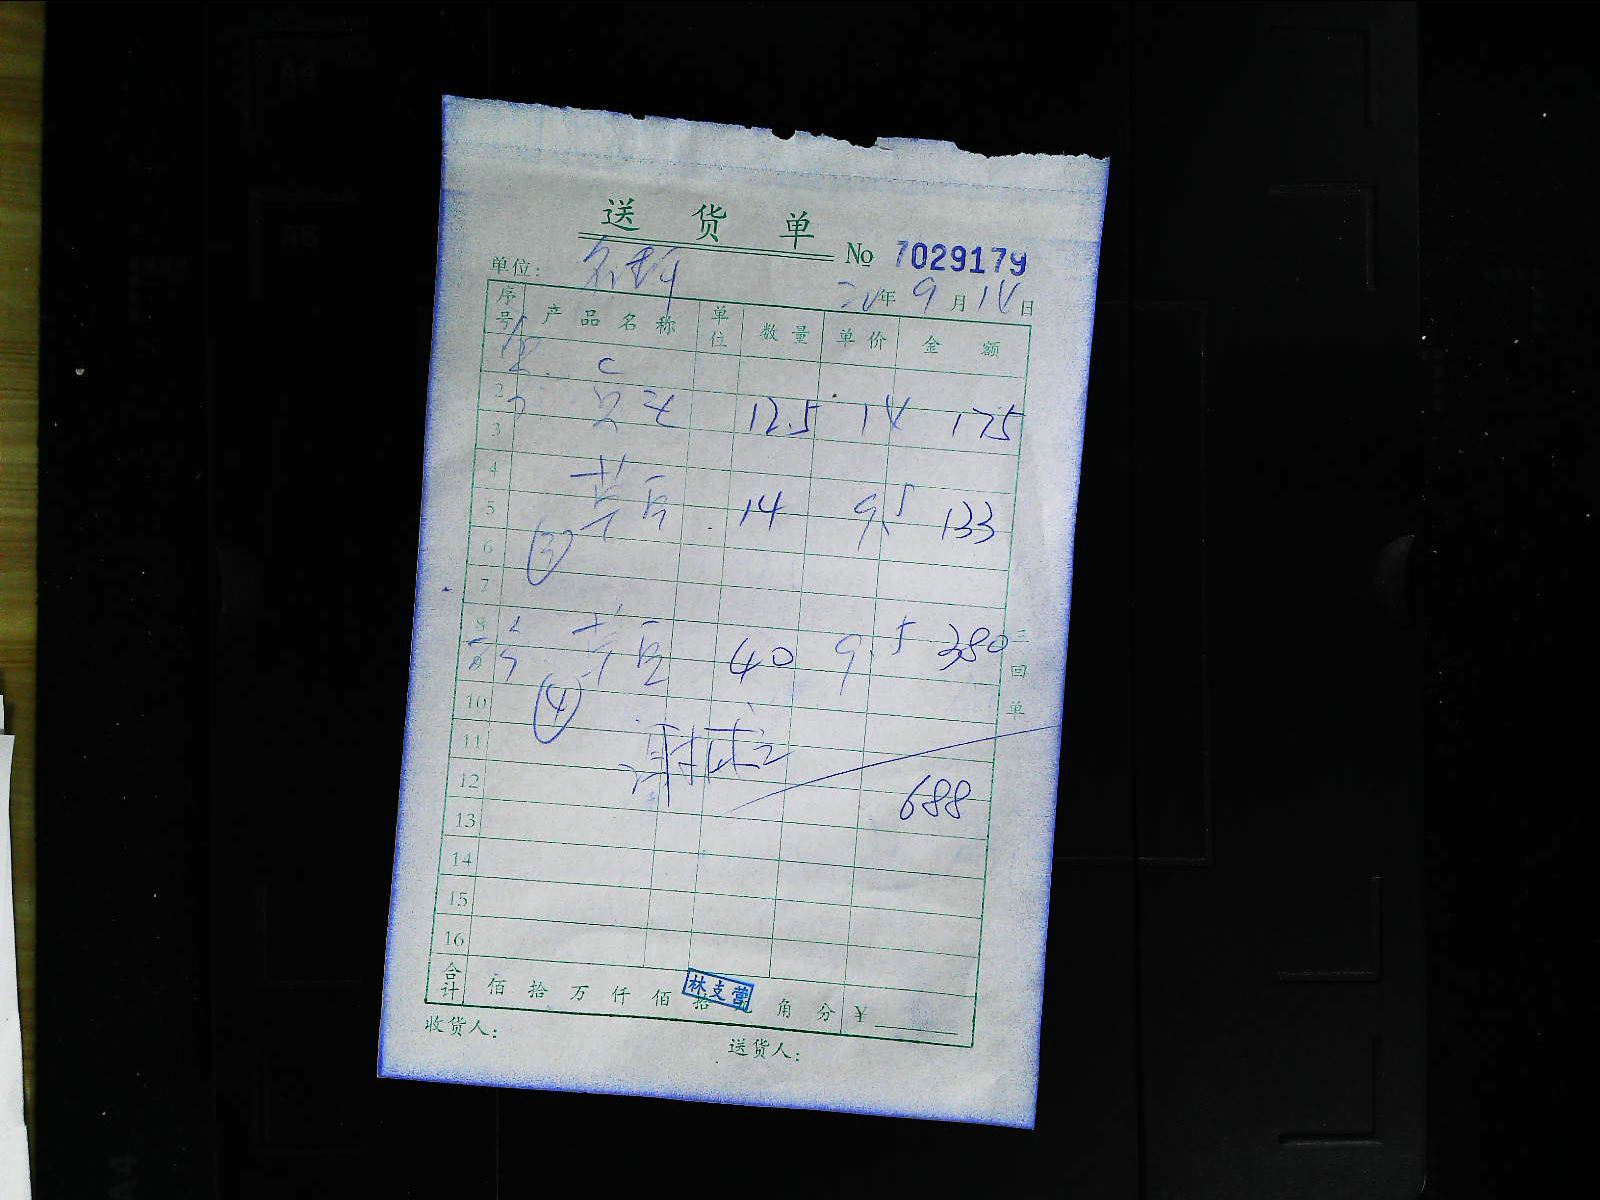 送 货 单
No 7029179
单位:
年 9 月 14 日
序号 产品名称 单位 数量 单价 金额
1
2 12.5 14 175
3
4
5 14 9.5 133
6 ③
7
8 40 9.5 380
9
10 ④
11
12 688
13
14
15
16
合计 佰 拾 万 仟 佰 拾 元 角 分 ¥
收货人: 送货人:
林支营
三回单